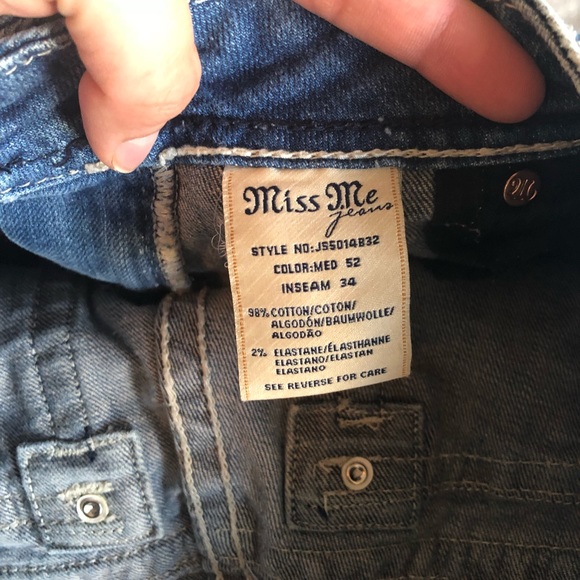 Miss Me
jeans
STYLE NO:JS5014B32
COLOR:MED 52
INSEAM 34
98% COTTON/COTON/
ALGODÓN/BAUMWOLLE/
ALGODÃO
2% ELASTANE/ÉLASTHANNE
ELASTANO/ELASTAN
ELASTANO
SEE REVERSE FOR CARE